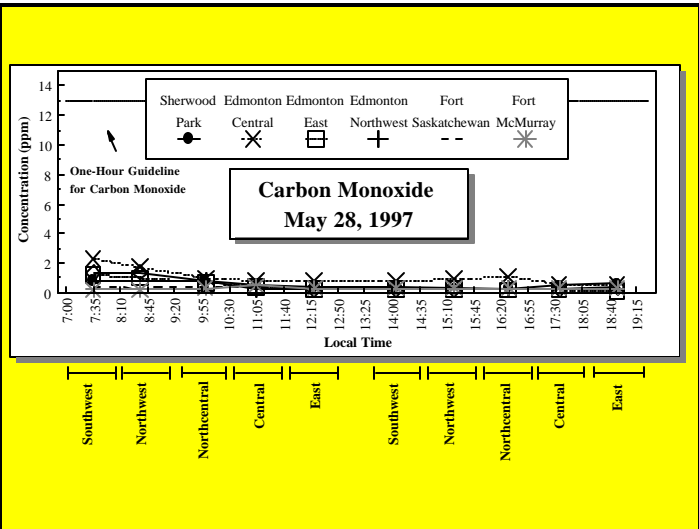 Concentration (ppm)
14
12
10
8
6
4
2
0
Sherwood Edmonton Edmonton Edmonton Fort Fort
Park Central East Northwest Saskatchewan McMurray
One-Hour Guideline
for Carbon Monoxide
Carbon Monoxide
May 28, 1997
7:00 7:35 8:10 8:45 9:20 9:55 10:30 11:05 11:40 12:15 12:50 13:25 14:00 14:35 15:10 15:45 16:20 16:55 17:30 18:05 18:40 19:15
Local Time
Southwest Northwest Northcentral Central East Southwest Northwest Northcentral Central East